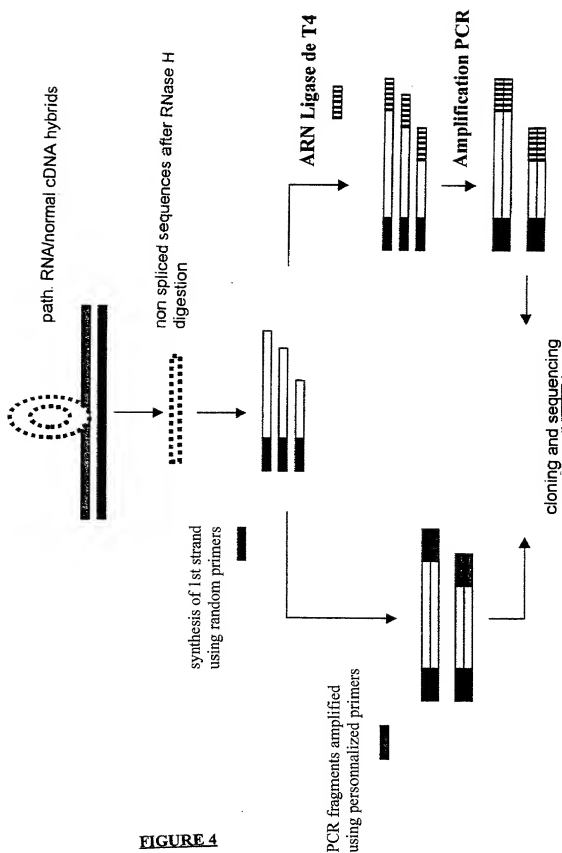 path. RNA/normal cDNA hybrids
non spliced sequences after RNase H
digestion
synthesis of 1st strand
using random primers
ARN Ligase de T4
Amplification PCR
PCR fragments amplified
using personnalized primers
cloning and sequencing
FIGURE 4